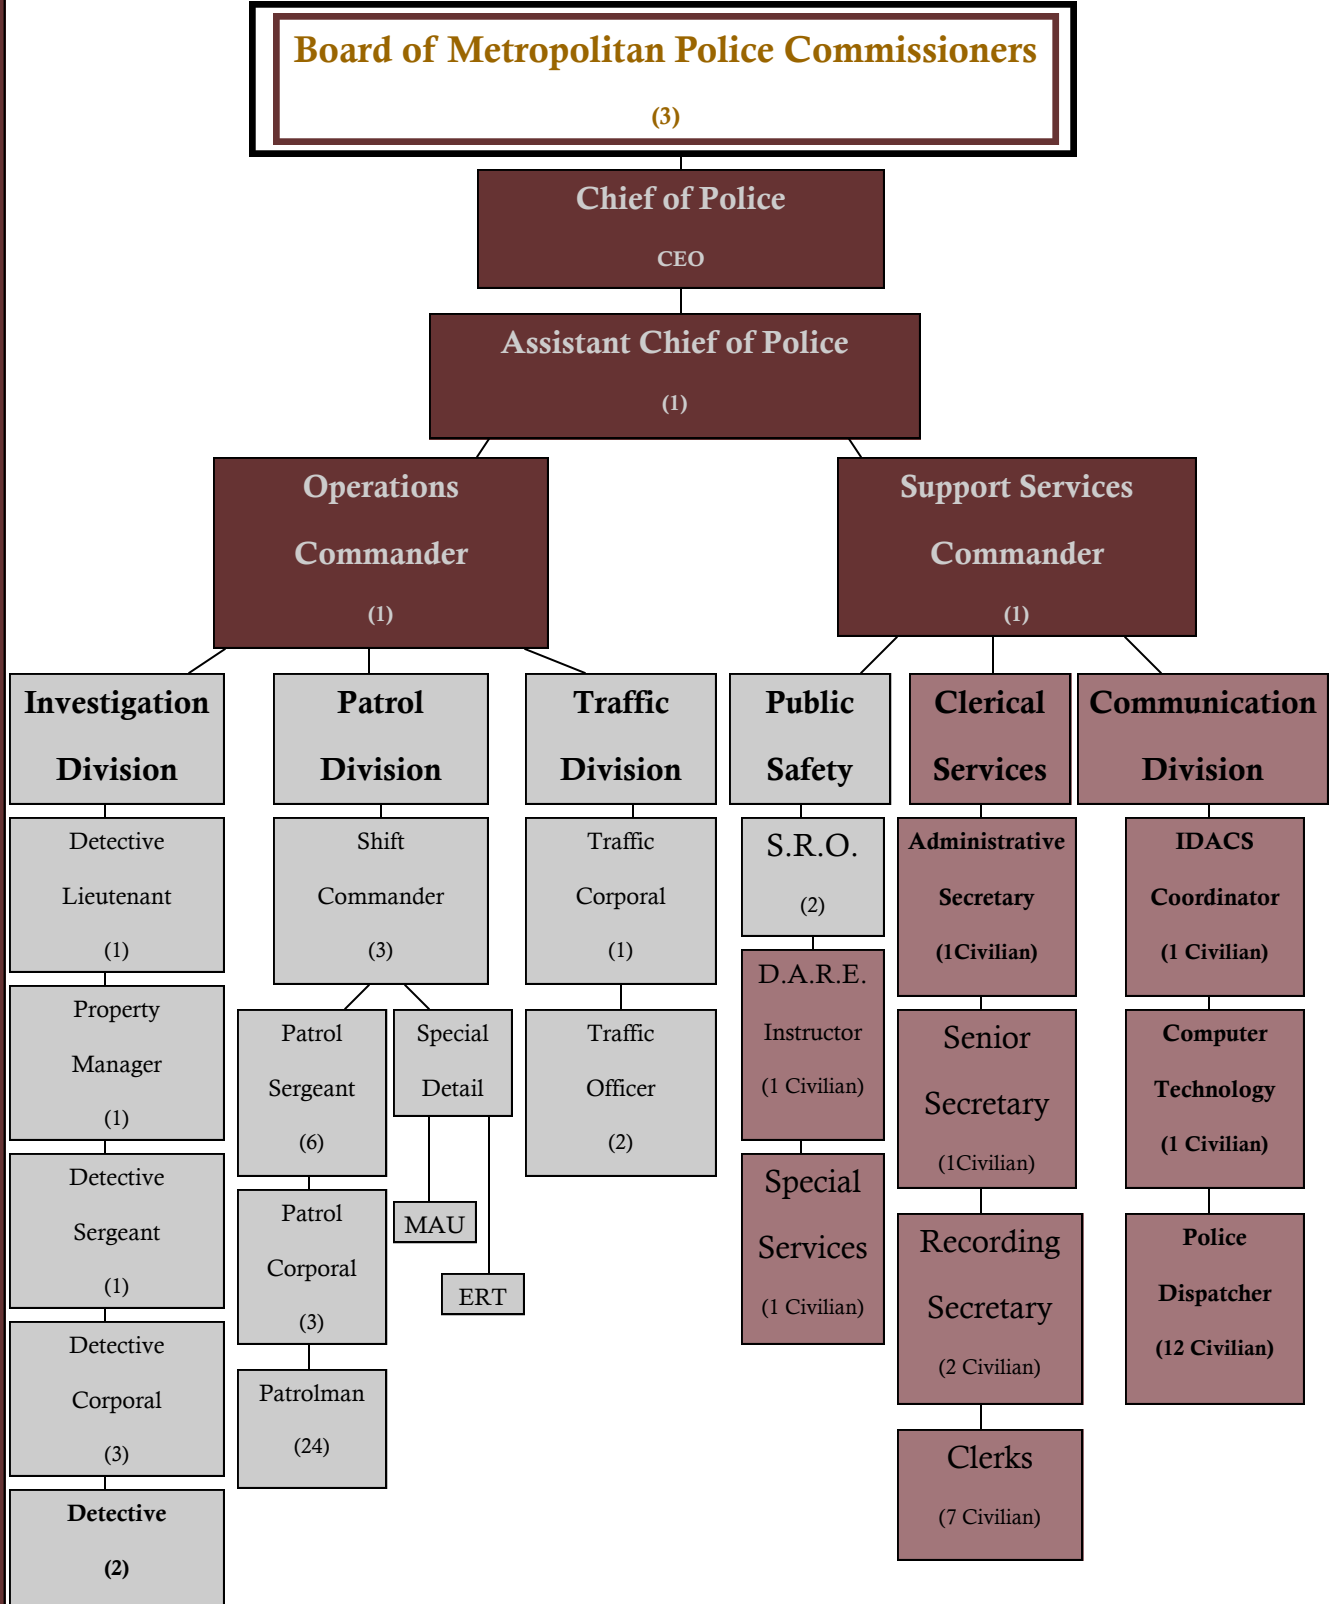 Board of Metropolitan Police Commissioners
(3)
Chief of Police
CEO
Assistant Chief of Police
(1)
Operations
Commander
(1)
Support Services
Commander
(1)
Investigation
Division
Patrol
Division
Traffic
Division
Public
Safety
Clerical
Services
Communication
Division
Detective
Lieutenant
(1)
Property
Manager
(1)
Detective
Sergeant
(1)
Detective
Corporal
(3)
Detective
(2)
Shift
Commander
(3)
Patrol
Sergeant
(6)
Patrol
Corporal
(3)
Patrolman
(24)
Special
Detail
MAU
ERT
Traffic
Corporal
(1)
Traffic
Officer
(2)
S.R.O.
(2)
D.A.R.E.
Instructor
(1 Civilian)
Special
Services
(1 Civilian)
Administrative
Secretary
(1Civilian)
Senior
Secretary
(1Civilian)
Recording
Secretary
(2 Civilian)
Clerks
(7 Civilian)
IDACS
Coordinator
(1 Civilian)
Computer
Technology
(1 Civilian)
Police
Dispatcher
(12 Civilian)